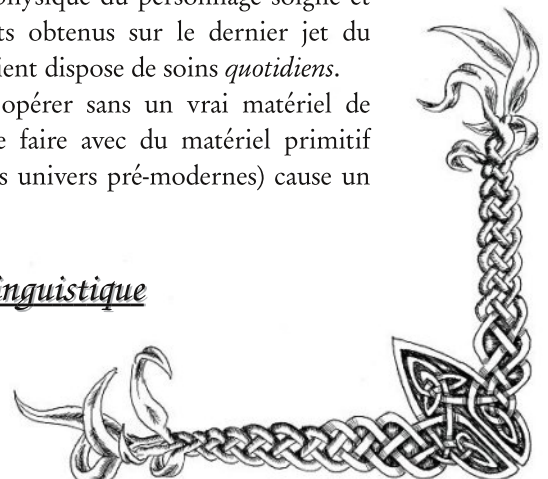 physique du personnage soigné et
ts obtenus sur le dernier jet du
ient dispose de soins quotidiens.
opérer sans un vrai matériel de
e faire avec du matériel primitif
s univers pré-modernes) cause un
inguistique